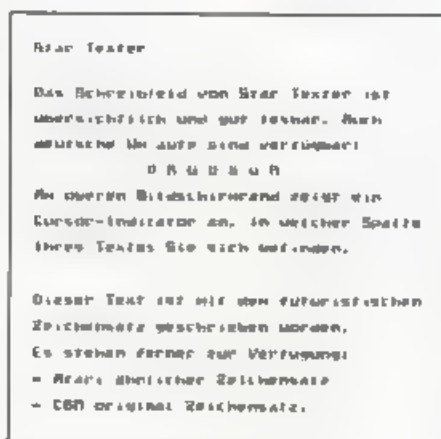 Star Texter
Das Schreibfeld von Star Texter ist
übersichtlich und gut lesbar. Auch
deutsche Umlaute sind verfügbar:
Am oberen Bildschirmrand zeigt ein
Cursor-Indicator an, in welcher Spalte
Ihres Textes Sie sich befinden.
Dieser Text ist mit dem futuristischen
Zeichensatz geschrieben worden.
Es stehen ferner zur Verfügung:
- Atari ähnlicher Zeichensatz
- CBM original Zeichensatz.